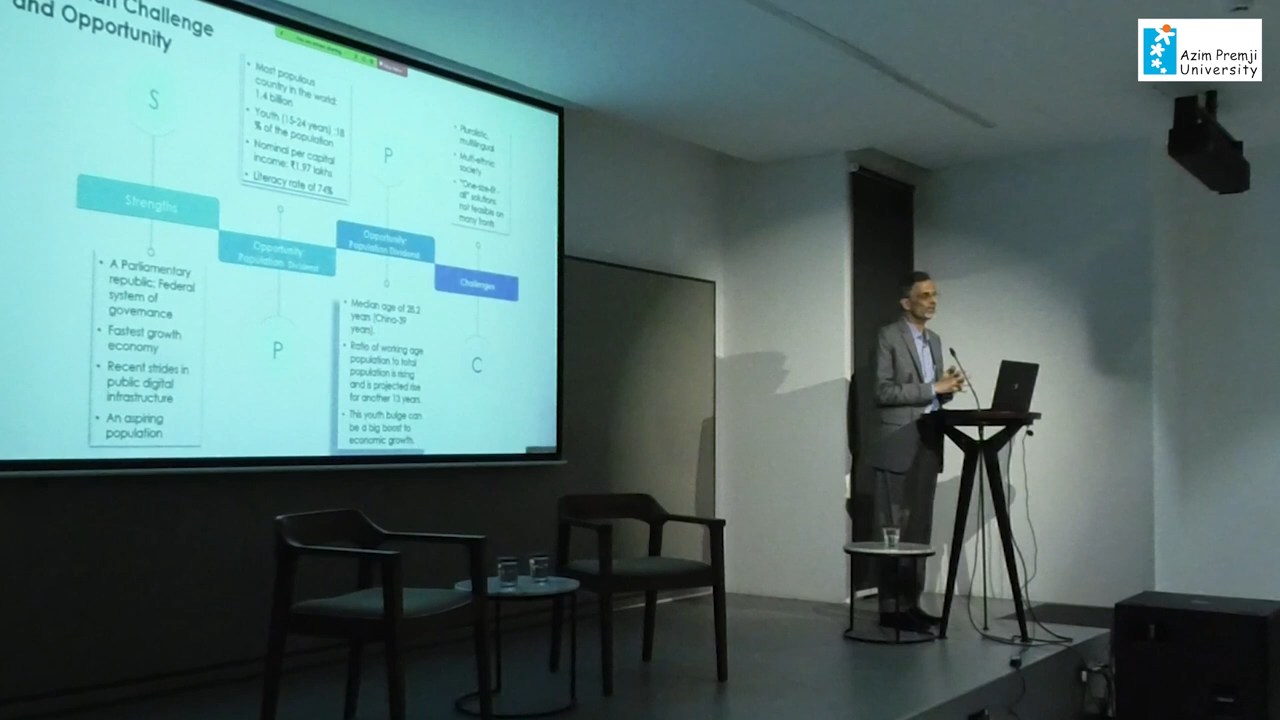 Challenge
and Opportunity
S
Strengths
• A Parliamentary
republic; Federal
system of
governance
• Fastest growth
economy
• Recent strides in
public digital
infrastructure
• An aspiring
population
• Most populous
country in the world:
1.4 billion
• Youth (15-24 years) :18
% of the population
• Nominal per capital
income: ₹1.97 lakhs
• Literacy rate of 74%
Opportunity
Population Dividend
P
P
Opportunity
Population Dividend
• Median age of 28.2
years (China-39
years).
• Ratio of working age
population to total
population is rising
and is projected rise
for another 13 years.
• This youth bulge can
be a big boost to
economic growth.
• Pluralistic,
multilingual
• Multi-ethnic
society
• "One-size-fit-
all" solutions
not feasible on
many fronts
Challenges
C
Azim Premji
University